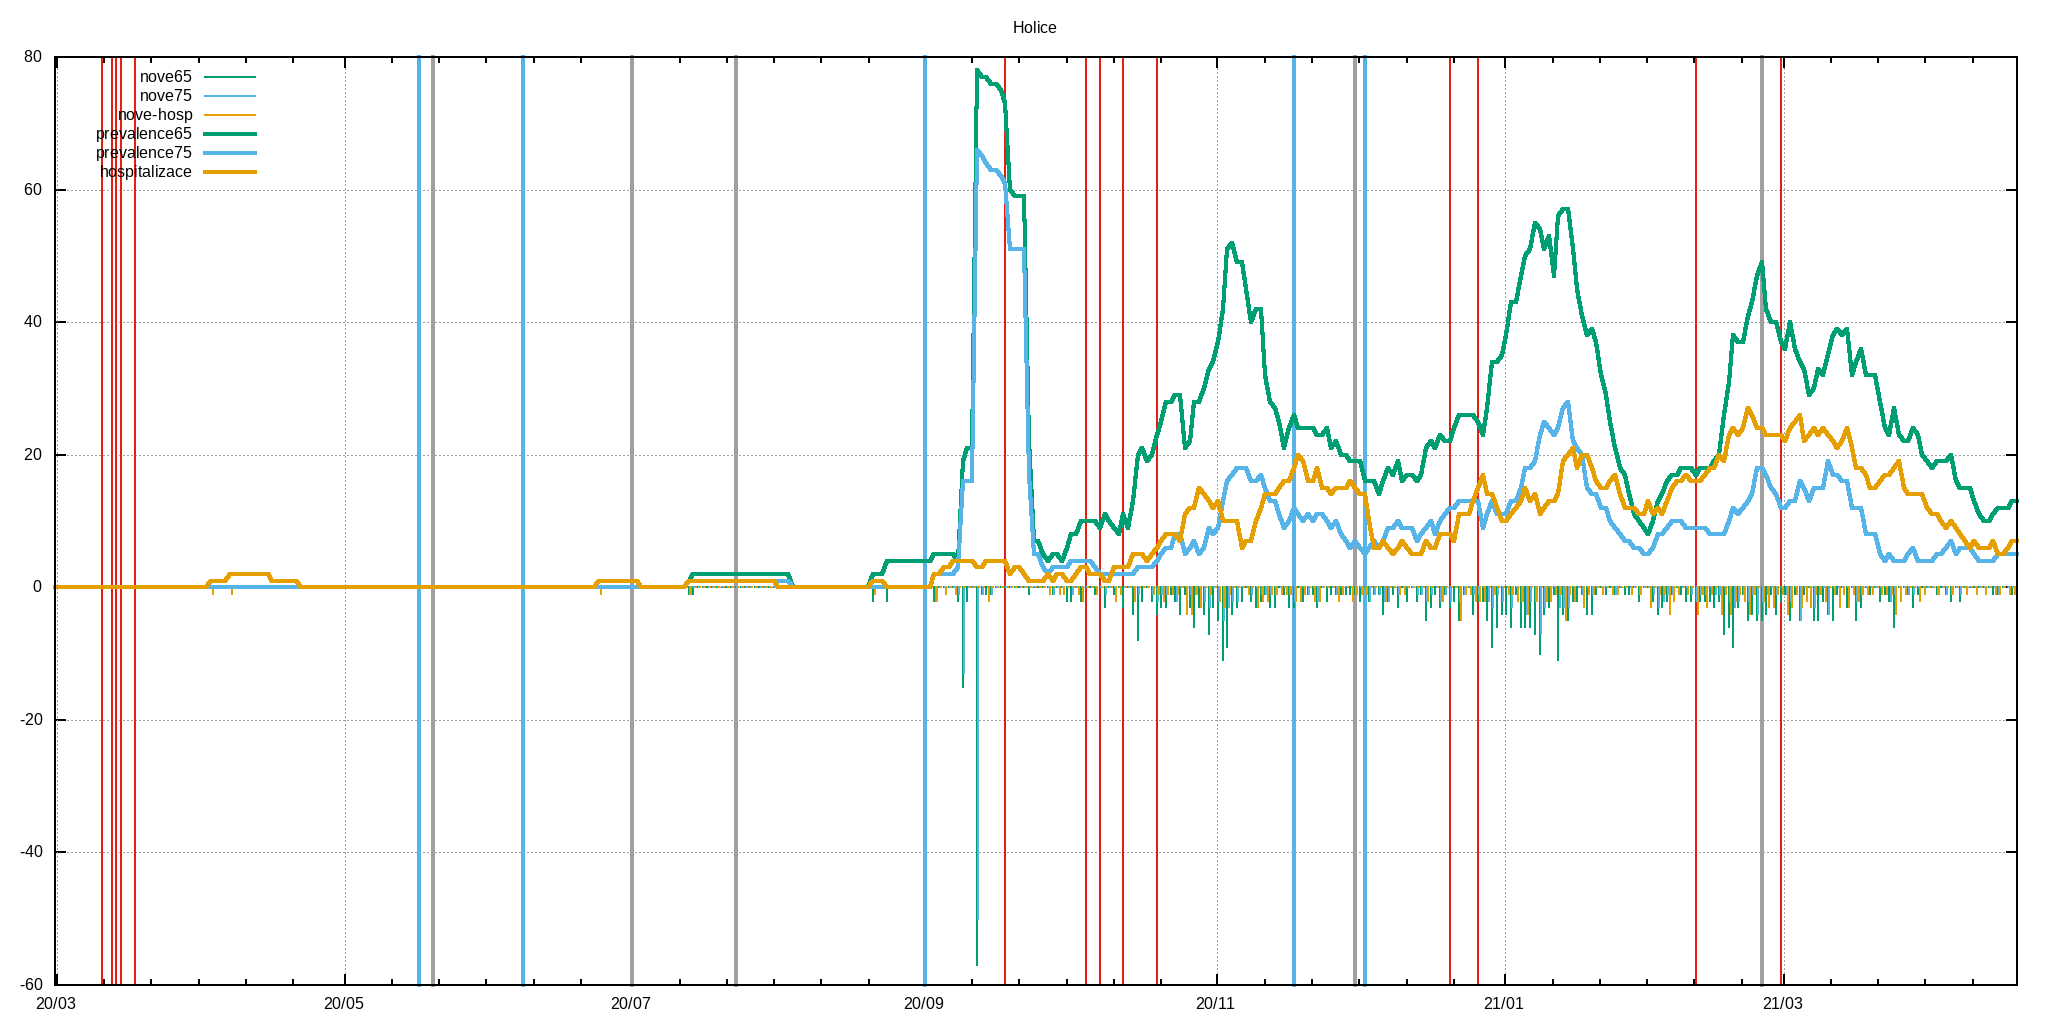 Holice
80
nove65
nove75
nove-hosp
prevalence65
prevalence75
hospitalizace
60
40
20
0
-20
-40
-60
20/03 20/05 20/07 20/09 20/11 21/01 21/03